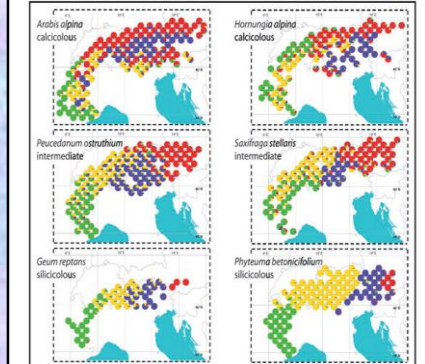 Arabis alpina
calcicolous
Hornungia alpina
calcicolous
Peucedanum ostruthium
intermediate
Saxifraga stellaris
intermediate
Geum reptans
silicicolous
Phyteuma betonicifolium
silicicolous